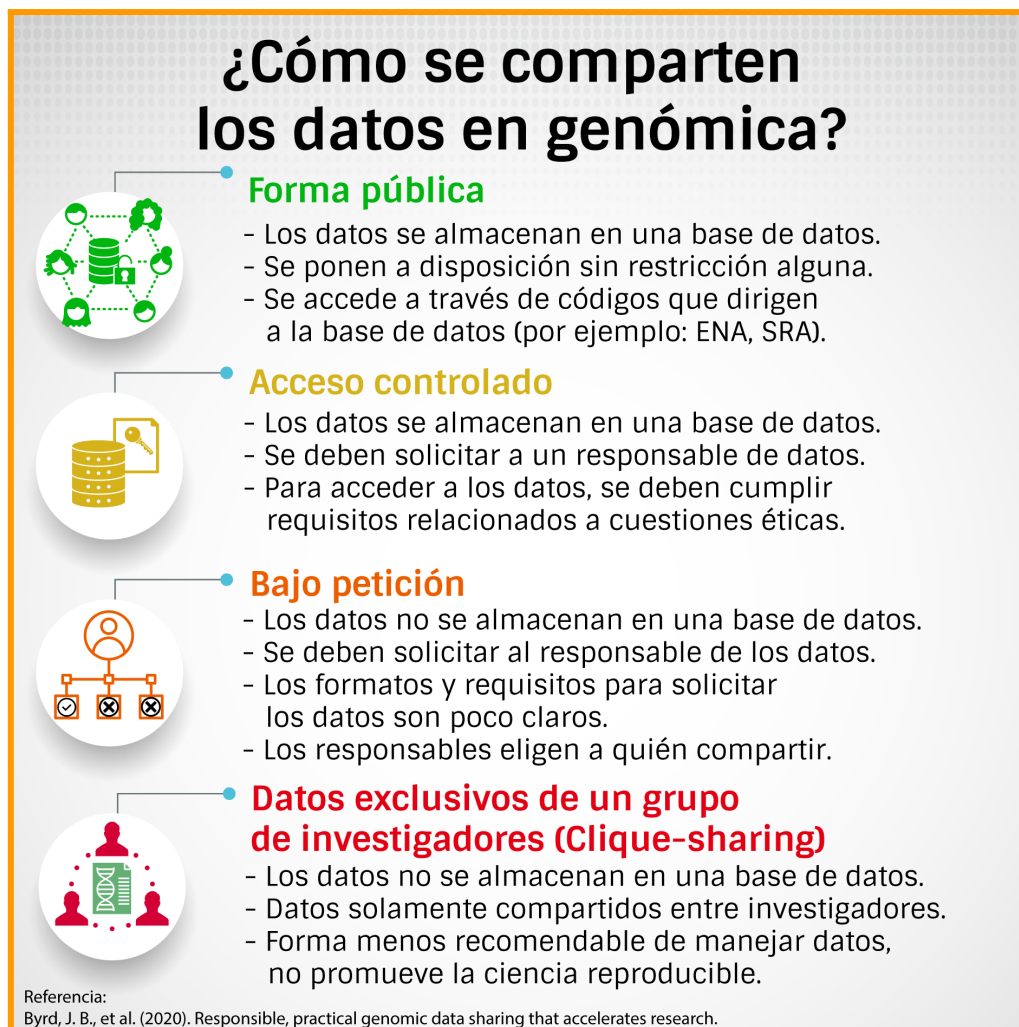 ¿Cómo se comparten
los datos en genómica?
Forma pública
- Los datos se almacenan en una base de datos.
- Se ponen a disposición sin restricción alguna.
- Se accede a través de códigos que dirigen
a la base de datos (por ejemplo: ENA, SRA).
Acceso controlado
- Los datos se almacenan en una base de datos.
- Se deben solicitar a un responsable de datos.
- Para acceder a los datos, se deben cumplir
requisitos relacionados a cuestiones éticas.
Bajo petición
- Los datos no se almacenan en una base de datos.
- Se deben solicitar al responsable de los datos.
- Los formatos y requisitos para solicitar
los datos son poco claros.
- Los responsables eligen a quién compartir.
Datos exclusivos de un grupo
de investigadores (Clique-sharing)
- Los datos no se almacenan en una base de datos.
- Datos solamente compartidos entre investigadores.
- Forma menos recomendable de manejar datos,
no promueve la ciencia reproducible.
Referencia:
Byrd, J. B., et al. (2020). Responsible, practical genomic data sharing that accelerates research.